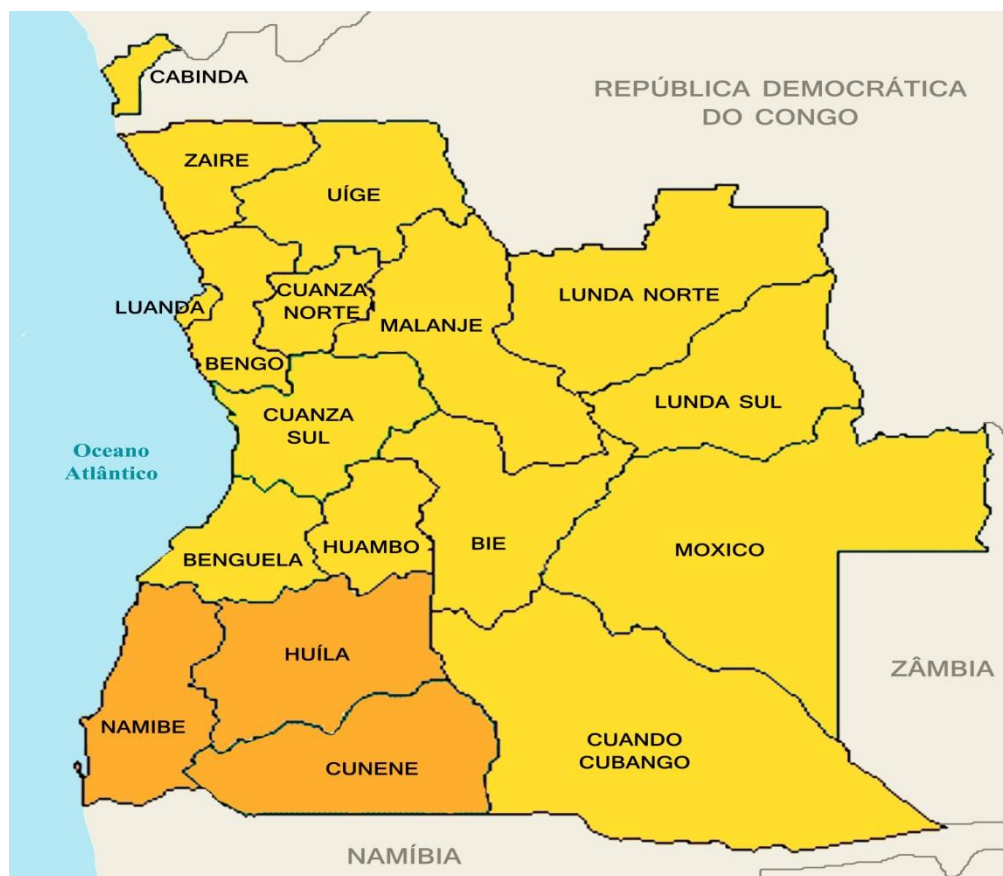 CABINDA
REPÚBLICA DEMOCRÁTICA
DO CONGO
ZAIRE
UÍGE
LUANDA
CUANZA
NORTE
LUNDA NORTE
MALANJE
BENGO
CUANZA
SUL
LUNDA SUL
Oceano
Atlântico
BENGUELA
HUAMBO
BIE
MOXICO
HUÍLA
ZÂMBIA
NAMIBE
CUNENE
CUANDO
CUBANGO
NAMÍBIA